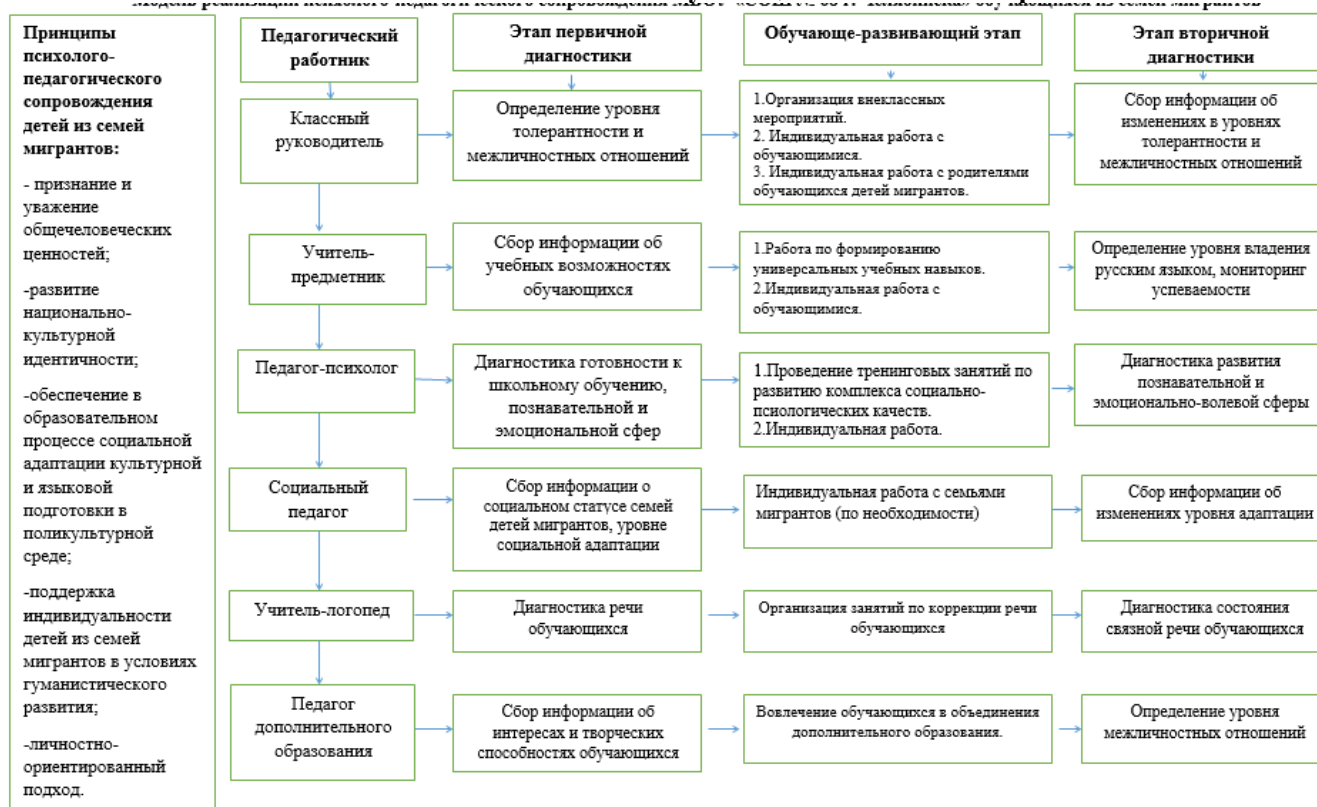 Модель реализации психолого-педагогического сопровождения
обучающихся из семей мигрантов
Принципы
психолого-
педагогического
сопровождения
детей из семей
мигрантов:
- признание и
уважение
общечеловеческих
ценностей;
-развитие
национально-
культурной
идентичности;
-обеспечение в
образовательном
процессе социальной
адаптации культурной
и языковой
подготовки в
поликультурной
среде;
-поддержка
индивидуальности
детей из семей
мигрантов в условиях
гуманистического
развития;
-личностно-
ориентированный
подход.
Педагогический
работник
Этап первичной
диагностики
Обучающе-развивающий этап
Этап вторичной
диагностики
Классный
руководитель
Определение уровня
толерантности и
межличностных отношений
1.Организация внеклассных
мероприятий.
2. Индивидуальная работа с
обучающимися.
3. Индивидуальная работа с родителями
обучающихся детей мигрантов.
Сбор информации об
изменениях в уровнях
толерантности и
межличностных отношений
Учитель-
предметник
Сбор информации об
учебных возможностях
обучающихся
1.Работа по формированию
универсальных учебных навыков.
2.Индивидуальная работа с
обучающимися.
Определение уровня владения
русским языком, мониторинг
успеваемости
Педагог-психолог
Диагностика готовности к
школьному обучению,
познавательной и
эмоциональной сфер
1.Проведение тренинговых занятий по
развитию комплекса социально-
псиологических качеств.
2.Индивидуальная работа.
Диагностика развития
познавательной и
эмоционально-волевой сферы
Социальный
педагог
Сбор информации о
социальном статусе семей
детей мигрантов, уровне
социальной адаптации
Индивидуальная работа с семьями
мигрантов (по необходимости)
Сбор информации об
изменениях уровня адаптации
Учитель-логопед
Диагностика речи
обучающихся
Организация занятий по коррекции речи
обучающихся
Диагностика состояния
связной речи обучающихся
Педагог
дополнительного
образования
Сбор информации об
интересах и творческих
способностях обучающихся
Вовлечение обучающихся в объединения
дополнительного образования.
Определение уровня
межличностных отношений